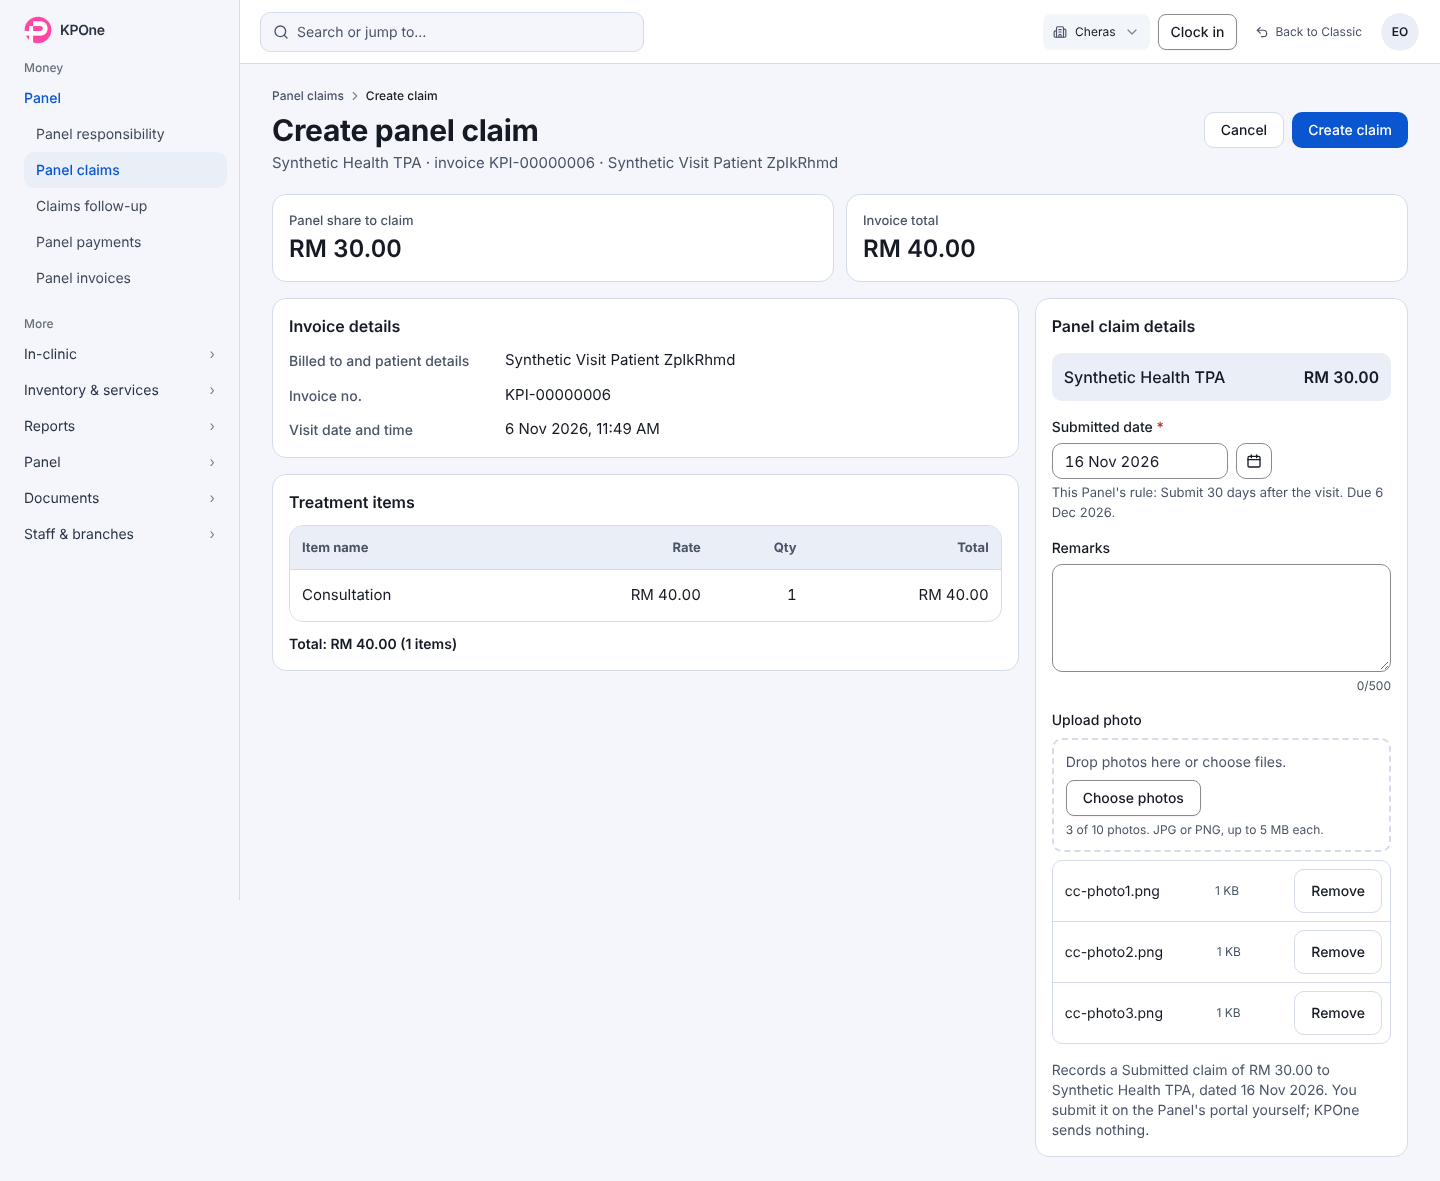 KPOne
Money
Panel
Panel responsibility
Panel claims
Claims follow-up
Panel payments
Panel invoices
More
In-clinic
Inventory & services
Reports
Panel
Documents
Staff & branches
Search or jump to...
Cheras
Clock in
Back to Classic
EO
Panel claims
Create claim
Create panel claim
Synthetic Health TPA · invoice KPI-00000006 · Synthetic Visit Patient ZpIkRhmd
Cancel
Create claim
Panel share to claim
RM 30.00
Invoice total
RM 40.00
Invoice details
Billed to and patient details Synthetic Visit Patient ZpIkRhmd
Invoice no. KPI-00000006
Visit date and time 6 Nov 2026, 11:49 AM
Treatment items
Item name Rate Qty Total
Consultation RM 40.00 1 RM 40.00
Total: RM 40.00 (1 items)
Panel claim details
Synthetic Health TPA RM 30.00
Submitted date *
16 Nov 2026
This Panel's rule: Submit 30 days after the visit. Due 6
Dec 2026.
Remarks
0/500
Upload photo
Drop photos here or choose files.
Choose photos
3 of 10 photos. JPG or PNG, up to 5 MB each.
cc-photo1.png 1 KB Remove
cc-photo2.png 1 KB Remove
cc-photo3.png 1 KB Remove
Records a Submitted claim of RM 30.00 to
Synthetic Health TPA, dated 16 Nov 2026. You
submit it on the Panel's portal yourself; KPOne
sends nothing.